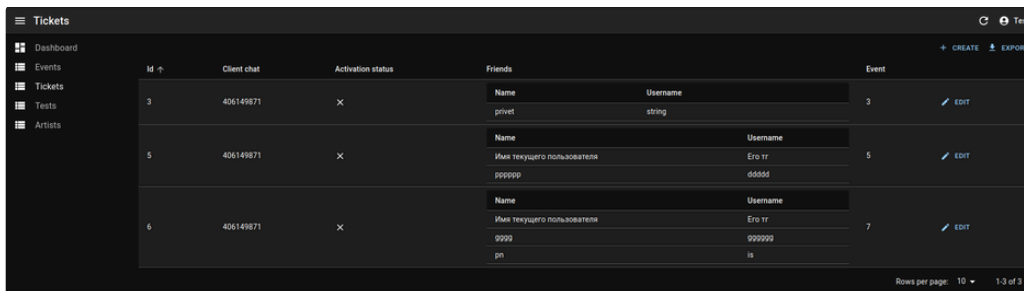 Tickets
Dashboard
+ CREATE EXPOR
Events
Id ↑ Client chat Activation status Friends Event
Tickets
Name Username
3 406149871 ✕ 3 EDIT
Tests
privet string
Artists
Name Username
5 406149871 ✕ Имя текущего пользователя Его тг 5 EDIT
pppppp ddddd
Name Username
Имя текущего пользователя Его тг
6 406149871 ✕ 7 EDIT
gggg gggggg
pn is
Rows per page: 10 1-3 of 3